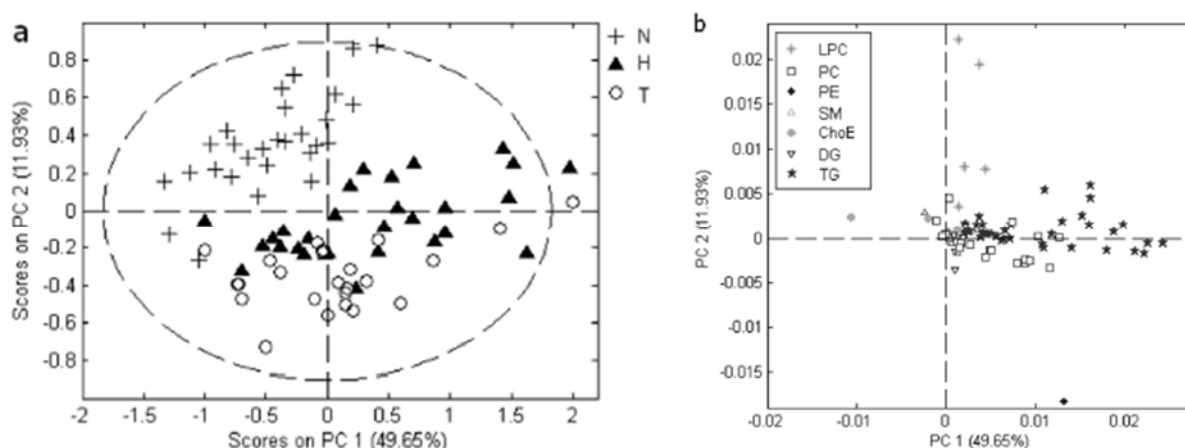 a
N
H
T
Scores on PC 2 (11.93%)
0.8
0.6
0.4
0.2
0
-0.2
-0.4
-0.6
-0.8
-2
-1
-0.5
0
0.5
1
1.5
2
Scores on PC 1 (49.65%)
b
LPC
PC
PE
SM
ChoE
DG
TG
PC 2 (11.93%)
0.02
0.015
0.01
0.005
0
-0.005
-0.01
-0.015
-0.02
-0.01
0
0.01
0.02
PC 1 (49.65%)